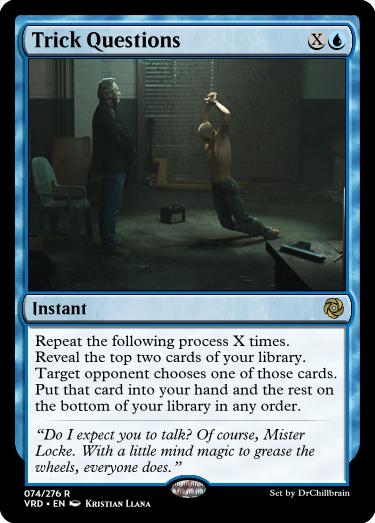 Trick Questions X
Instant
Repeat the following process X times.
Reveal the top two cards of your library.
Target opponent chooses one of those cards.
Put that card into your hand and the rest on
the bottom of your library in any order.
“Do I expect you to talk? Of course, Mister
Locke. With a little mind magic to grease the
wheels, everyone does.”
074/276 R
Set by DrChillbrain
VRD • EN Kristian Llana